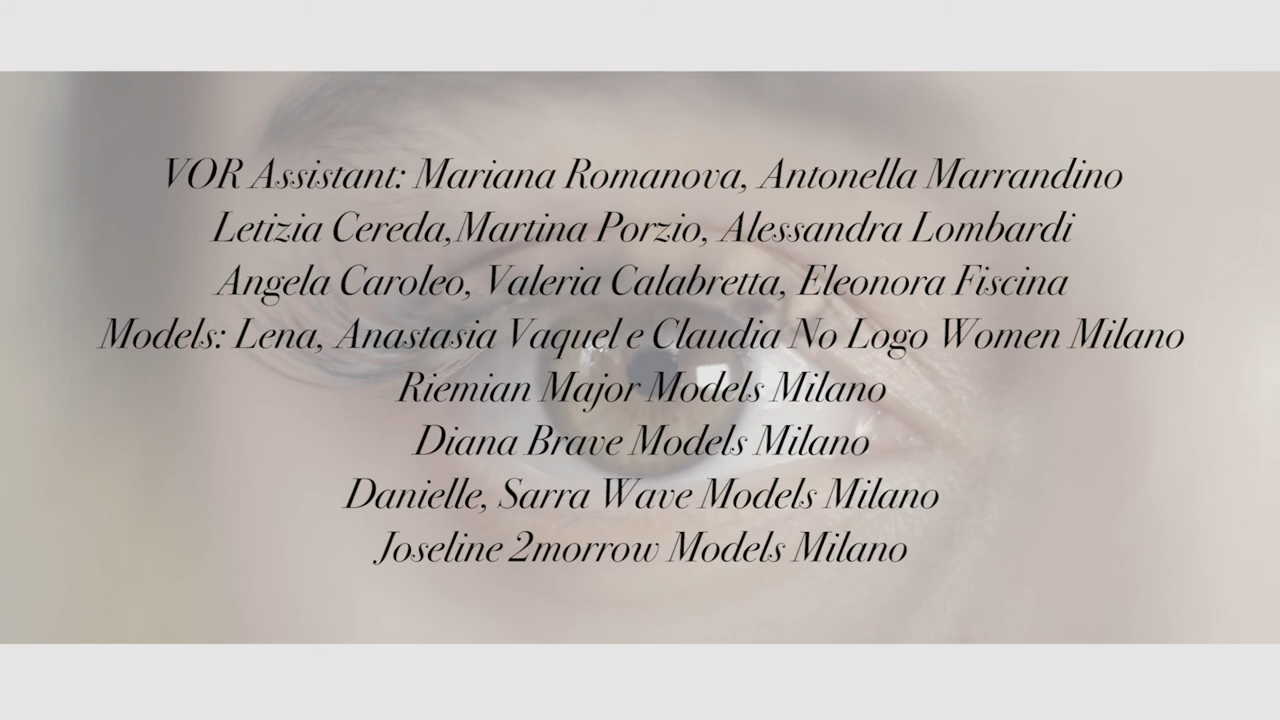 VOR Assistant: Mariana Romanova, Antonella Marrandino
Letizia Cereda,Martina Porzio, Alessandra Lombardi
Angela Caroleo, Valeria Calabretta, Eleonora Fiscina
Models: Lena, Anastasia Vaquel e Claudia No Logo Women Milano
Riemian Major Models Milano
Diana Brave Models Milano
Danielle, Sarra Wave Models Milano
Joseline 2morrow Models Milano